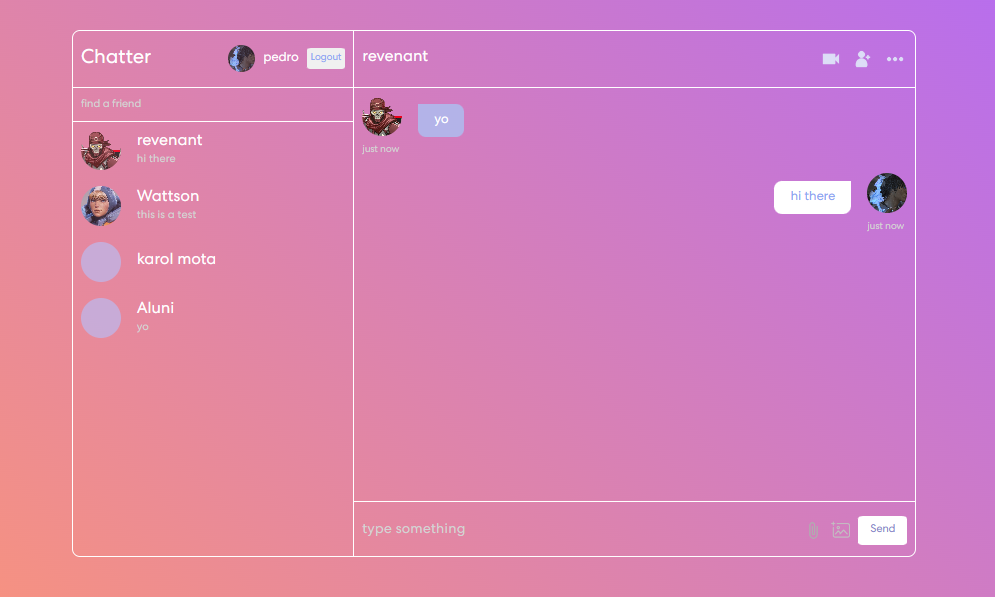 Chatter
pedro
Logout
find a friend
revenant
hi there
Wattson
this is a test
karol mota
Aluni
yo
revenant
yo
just now
hi there
just now
type something
Send